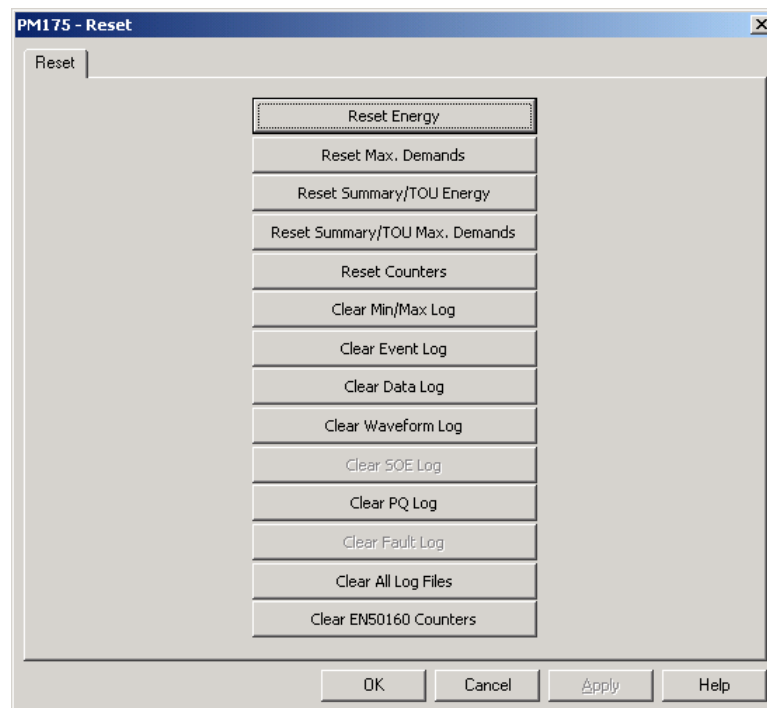 PM175 - Reset
Reset
Reset Energy
Reset Max. Demands
Reset Summary/TOU Energy
Reset Summary/TOU Max. Demands
Reset Counters
Clear Min/Max Log
Clear Event Log
Clear Data Log
Clear Waveform Log
Clear SOE Log
Clear PQ Log
Clear Fault Log
Clear All Log Files
Clear EN50160 Counters
OK Cancel Apply Help